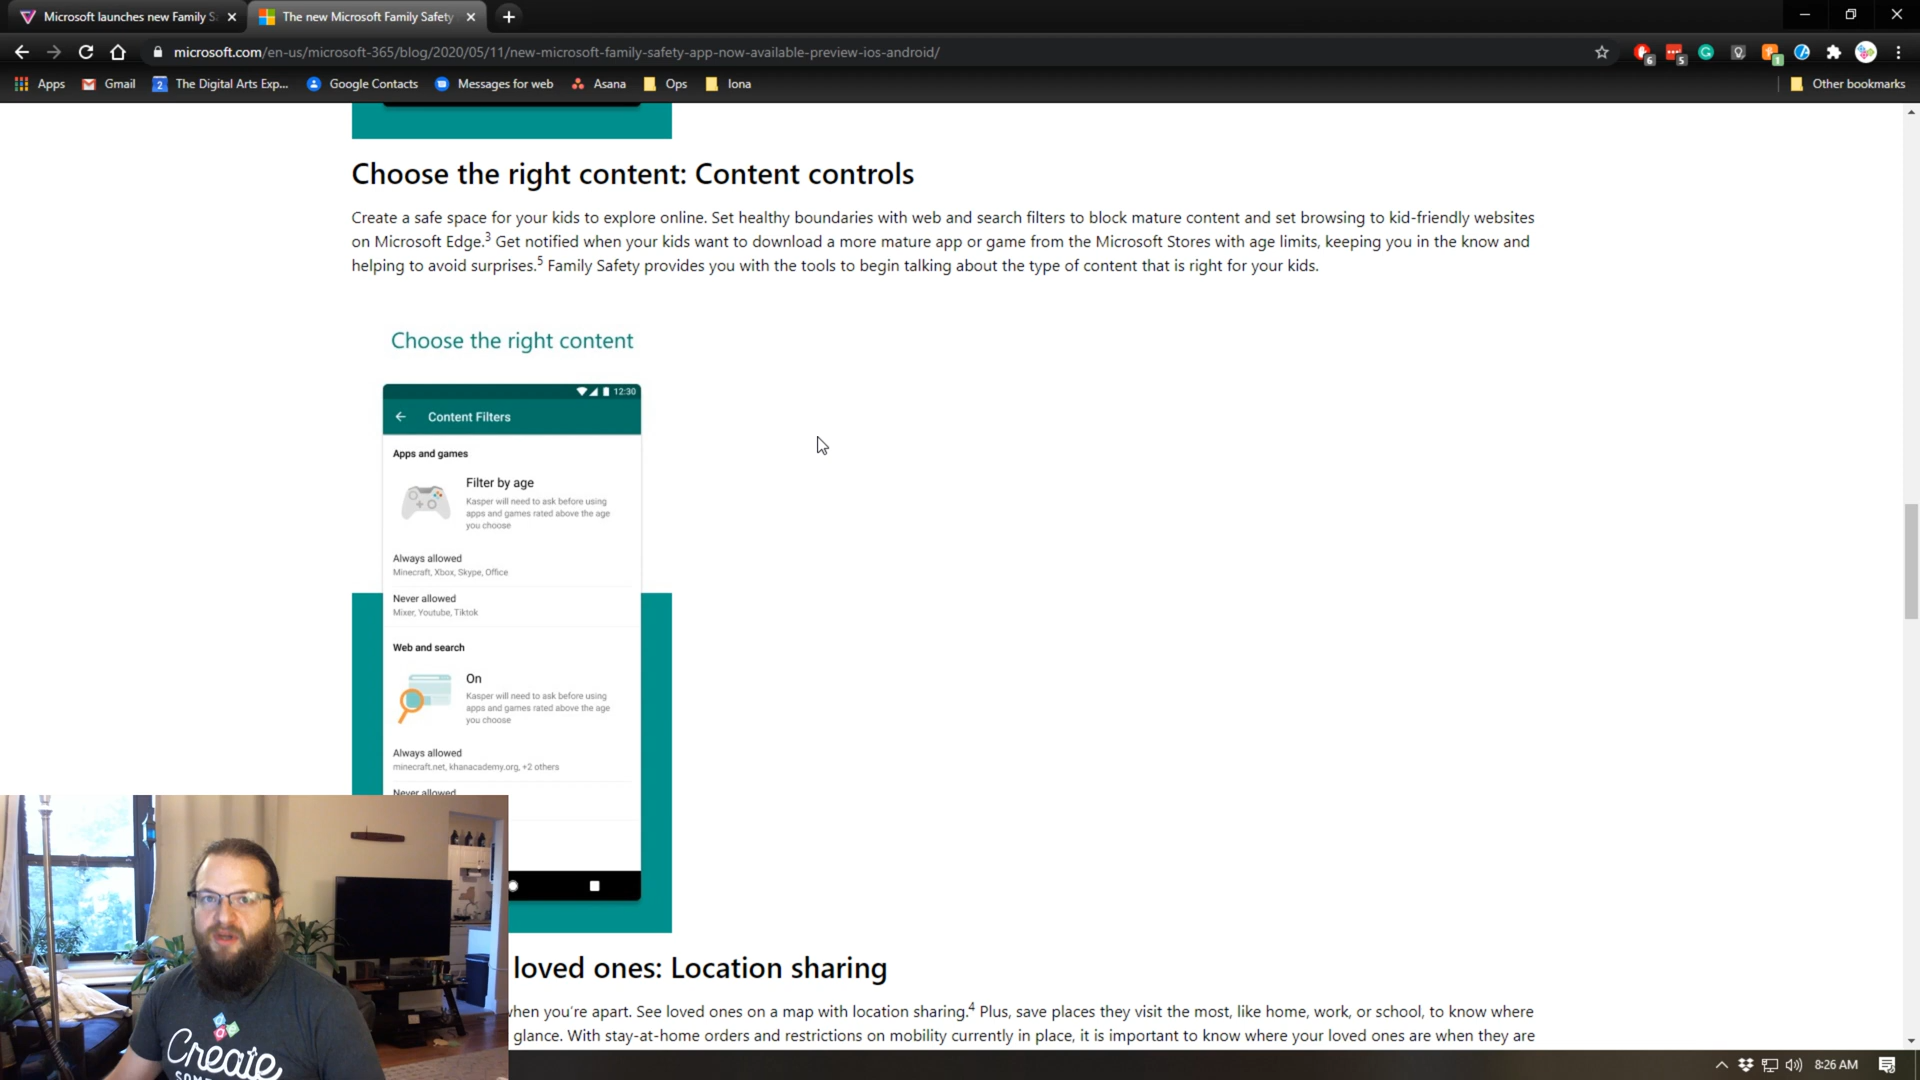 Microsoft launches new Family S
The new Microsoft Family Safety
microsoft.com/en-us/microsoft-365/blog/2020/05/11/new-microsoft-family-safety-app-now-available-preview-ios-android/
6
5
1
Apps
Gmail
2
The Digital Arts Exp...
Google Contacts
Messages for web
Asana
Ops
Iona
Other bookmarks
Choose the right content: Content controls
Create a safe space for your kids to explore online. Set healthy boundaries with web and search filters to block mature content and set browsing to kid-friendly websites
on Microsoft Edge.3 Get notified when your kids want to download a more mature app or game from the Microsoft Stores with age limits, keeping you in the know and
helping to avoid surprises.5 Family Safety provides you with the tools to begin talking about the type of content that is right for your kids.
Choose the right content
12:30
Content Filters
Apps and games
Filter by age
Kasper will need to ask before using
apps and games rated above the age
you choose
Always allowed
Minecraft, Xbox, Skype, Office
Never allowed
Mixer, Youtube, Tiktok
Web and search
On
Kasper will need to ask before using
apps and games rated above the age
you choose
Always allowed
minecraft.net, khanacademy.org, +2 others
Never allowed
loved ones: Location sharing
when you're apart. See loved ones on a map with location sharing.4 Plus, save places they visit the most, like home, work, or school, to know where
glance. With stay-at-home orders and restrictions on mobility currently in place, it is important to know where your loved ones are when they are
Create
8:26 AM